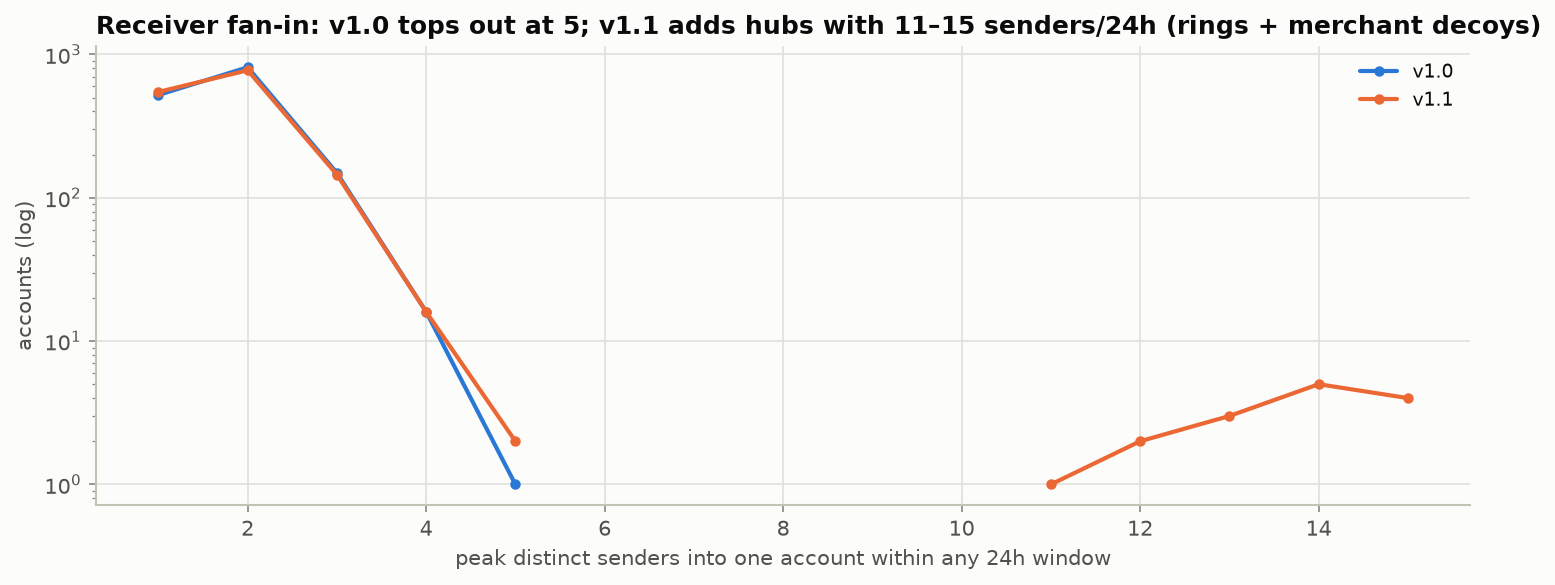 Receiver fan-in: v1.0 tops out at 5; v1.1 adds hubs with 11–15 senders/24h (rings + merchant decoys)
v1.0
v1.1
accounts (log)
10³
10²
10¹
10⁰
2 4 6 8 10 12 14
peak distinct senders into one account within any 24h window